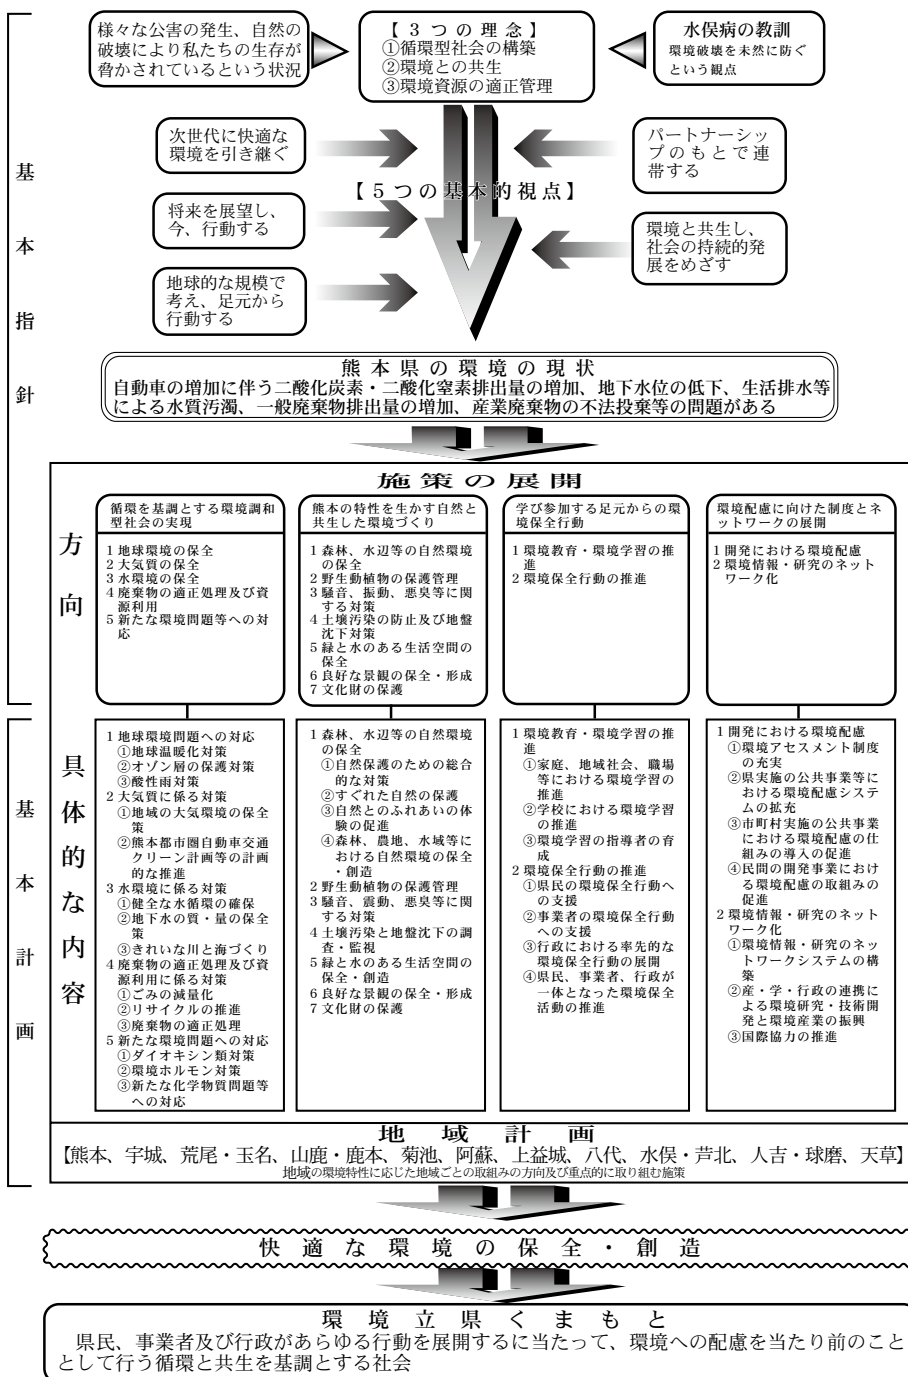 様々な公害の発生、自然の
破壊により私たちの生存が
脅かされているという状況
【３つの理念】
①循環型社会の構築
②環境との共生
③環境資源の適正管理
水俣病の教訓
環境破壊を未然に防ぐ
という観点
基本指針
次世代に快適な
環境を引き継ぐ
パートナーシッ
プのもとで連
帯する
【５つの基本的視点】
将来を展望し、
今、行動する
環境と共生し、
社会の持続的発
展をめざす
地球的な規模で
考え、足元から
行動する
熊本県の環境の現状
自動車の増加に伴う二酸化炭素・二酸化窒素排出量の増加、地下水位の低下、生活排水等
による水質汚濁、一般廃棄物排出量の増加、産業廃棄物の不法投棄等の問題がある
施策の展開
方向
循環を基調とする環境調和
型社会の実現
1 地球環境の保全
2 大気質の保全
3 水環境の保全
4 廃棄物の適正処理及び資
源利用
5 新たな環境問題等への対
応
熊本の特性を生かす自然と
共生した環境づくり
1 森林、水辺等の自然環境
の保全
2 野生動植物の保護管理
3 騒音、振動、悪臭等に関
する対策
4 土壌汚染の防止及び地盤
沈下対策
5 緑と水のある生活空間の
保全
6 良好な景観の保全・形成
7 文化財の保護
学び参加する足元からの環
境保全行動
1 環境教育・環境学習の推
進
2 環境保全行動の推進
環境配慮に向けた制度とネ
ットワークの展開
1 開発における環境配慮
2 環境情報・研究のネット
ワーク化
基本計画
具体的な内容
1 地球環境問題への対応
①地球温暖化対策
②オゾン層の保護対策
③酸性雨対策
2 大気質に係る対策
①地域の大気環境の保全
策
②熊本都市圏自動車交通
クリーン計画等の計画
的な推進
3 水環境に係る対策
①健全な水循環の確保
②地下水の質・量の保全
策
③きれいな川と海づくり
4 廃棄物の適正処理及び資
源利用に係る対策
①ごみの減量化
②リサイクルの推進
③廃棄物の適正処理
5 新たな環境問題への対応
①ダイオキシン類対策
②環境ホルモン対策
③新たな化学物質問題等
への対応
1 森林、水辺等の自然環境
の保全
①自然保護のための総合
的な対策
②すぐれた自然の保護
③自然とのふれあいの体
験の促進
④森林、農地、水域等に
おける自然環境の保全
・創造
2 野生動植物の保護管理
3 騒音、震動、悪臭等に関
する対策
4 土壌汚染と地盤沈下の調
査・監視
5 緑と水のある生活空間の
保全・創造
6 良好な景観の保全・形成
7 文化財の保護
1 環境教育・環境学習の推
進
①家庭、地域社会、職場
等における環境学習の
推進
②学校における環境学習
の推進
③環境学習の指導者の育
成
2 環境保全行動の推進
①県民の環境保全行動へ
の支援
②事業者の環境保全行動
への支援
③行政における率先的な
環境保全行動の展開
④県民、事業者、行政が
一体となった環境保全
活動の推進
1 開発における環境配慮
①環境アセスメント制度
の充実
②県実施の公共事業等に
おける環境配慮システ
ムの拡充
③市町村実施の公共事業
における環境配慮の仕
組みの導入の促進
④民間の開発事業におけ
る環境配慮の取組みの
促進
2 環境情報・研究のネット
ワーク化
①環境情報・研究のネッ
トワークシステムの構
築
②産・学・行政の連携に
よる環境研究・技術開
発と環境産業の振興
③国際協力の推進
地域計画
【熊本、宇城、荒尾・玉名、山鹿・鹿本、菊池、阿蘇、上益城、八代、水俣・芦北、人吉・球磨、天草】
地域の環境特性に応じた地域ごとの取組みの方向及び重点的に取り組む施策
快適な環境の保全・創造
環境立県くまもと
県民、事業者及び行政があらゆる行動を展開するに当たって、環境への配慮を当たり前のこと
として行う循環と共生を基調とする社会